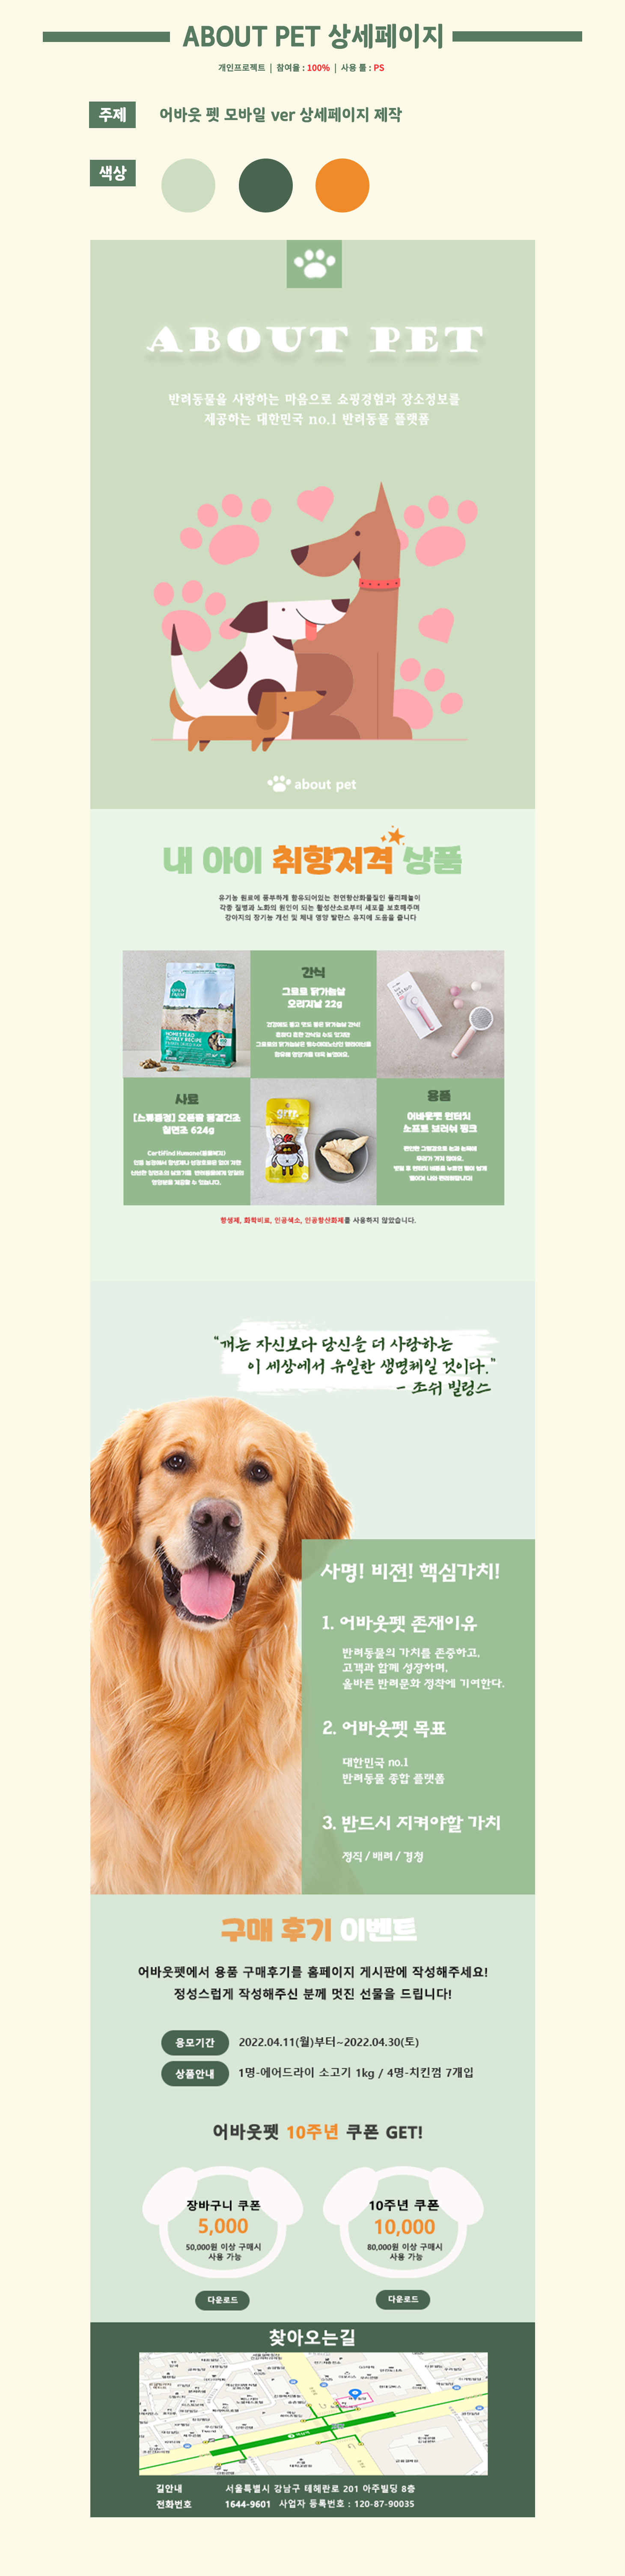 ABOUT PET 상세페이지
개인프로젝트 | 참여율 : 100% | 사용 툴 : PS
주제
어바웃 펫 모바일 ver 상세페이지 제작
색상
ABOUT PET
반려동물을 사랑하는 마음으로 쇼핑경험과 장소정보를
제공하는 대한민국 no.1 반려동물 플랫폼
about pet
내 아이 취향저격 상품
유기농 원료에 풍부하게 함유되어있는 천연항산화물질인 폴리페놀이
각종 질병과 노화의 원인이 되는 활성산소로부터 세포를 보호해주며
강아지의 장기능 개선 및 체내 영양 발란스 유지에 도움을 줍니다
OPEN FARM
HOMESTEAD
TURKEY RECIPE
간식
그르르 닭가슴살
오리지널 22g
사료
오픈팜 동결건조
칠면조 624g
CertiFind Humane(동물복지)
용품
어바웃펫 원터치
소프트 브러쉬 핑크
항생제, 화학비료, 인공색소, 인공항산화제를 사용하지 않았습니다.
“개는 자신보다 당신을 더 사랑하는
이 세상에서 유일한 생명체일 것이다.”
- 조쉬 빌링스
사명! 비젼! 핵심가치!
1. 어바웃펫 존재이유
반려동물의 가치를 존중하고,
고객과 함께 성장하며,
올바른 반려문화 정착에 기여한다.
2. 어바웃펫 목표
대한민국 no.1
반려동물 종합 플랫폼
3. 반드시 지켜야할 가치
정직 / 배려 / 경청
구매 후기 이벤트
어바웃펫에서 용품 구매후기를 홈페이지 게시판에 작성해주세요!
정성스럽게 작성해주신 분께 멋진 선물을 드립니다!
응모기간 2022.04.11(월)부터~2022.04.30(토)
상품안내 1명-에어드라이 소고기 1kg / 4명-치킨껌 7개입
어바웃펫 10주년 쿠폰 GET!
장바구니 쿠폰
5,000
50,000원 이상 구매시
사용 가능
다운로드
10주년 쿠폰
10,000
80,000원 이상 구매시
사용 가능
다운로드
찾아오는길
길안내 서울특별시 강남구 테헤란로 201 아주빌딩 8층
전화번호 1644-9601 사업자 등록번호 : 120-87-90035